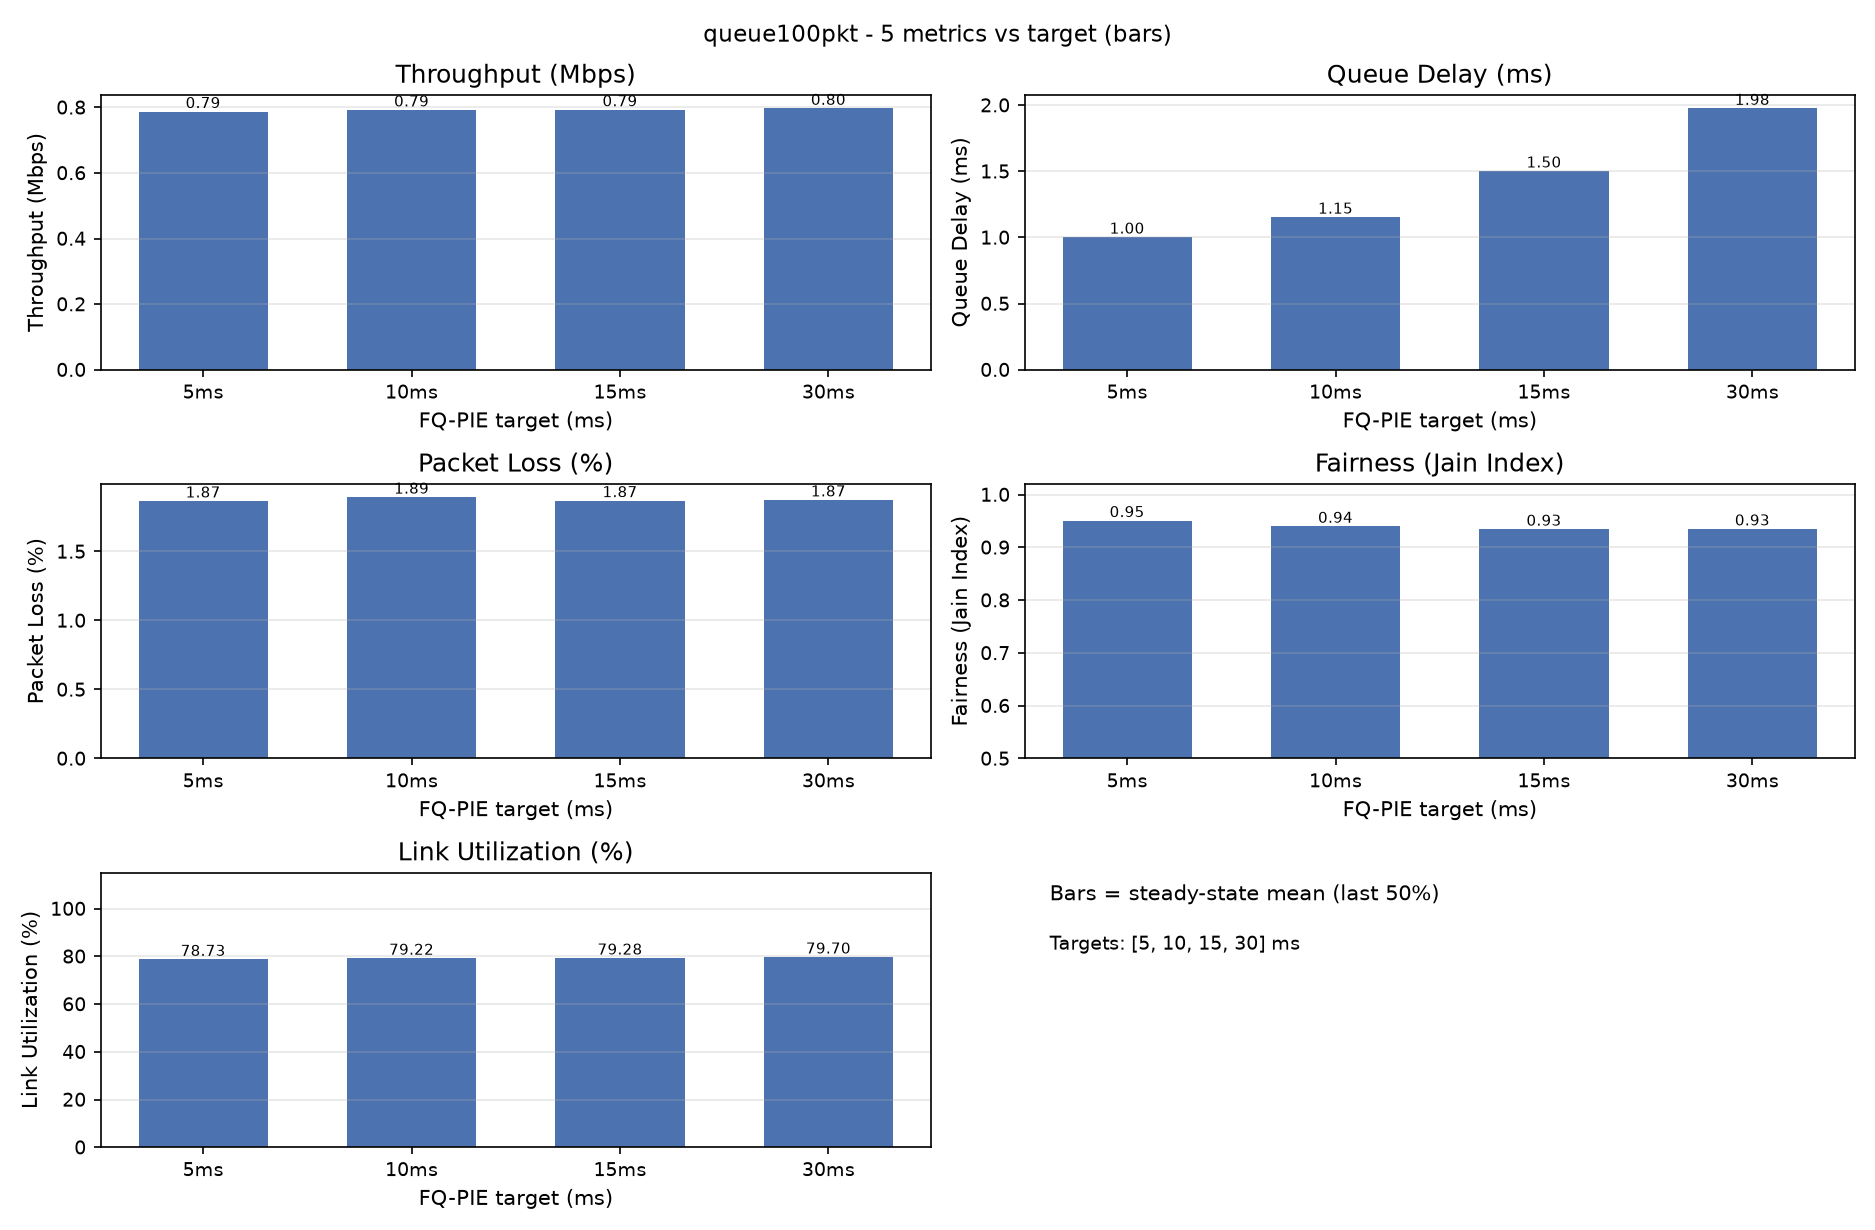 queue100pkt - 5 metrics vs target (bars)
Throughput (Mbps)
Throughput (Mbps)
0.8
0.6
0.4
0.2
0.0
0.79
0.79
0.79
0.80
5ms
10ms
15ms
30ms
FQ-PIE target (ms)
Queue Delay (ms)
Queue Delay (ms)
2.0
1.5
1.0
0.5
0.0
1.00
1.15
1.50
1.98
5ms
10ms
15ms
30ms
FQ-PIE target (ms)
Packet Loss (%)
Packet Loss (%)
1.5
1.0
0.5
0.0
1.87
1.89
1.87
1.87
5ms
10ms
15ms
30ms
FQ-PIE target (ms)
Fairness (Jain Index)
Fairness (Jain Index)
1.0
0.9
0.8
0.7
0.6
0.5
0.95
0.94
0.93
0.93
5ms
10ms
15ms
30ms
FQ-PIE target (ms)
Link Utilization (%)
Link Utilization (%)
100
80
60
40
20
0
78.73
79.22
79.28
79.70
5ms
10ms
15ms
30ms
FQ-PIE target (ms)
Bars = steady-state mean (last 50%)
Targets: [5, 10, 15, 30] ms